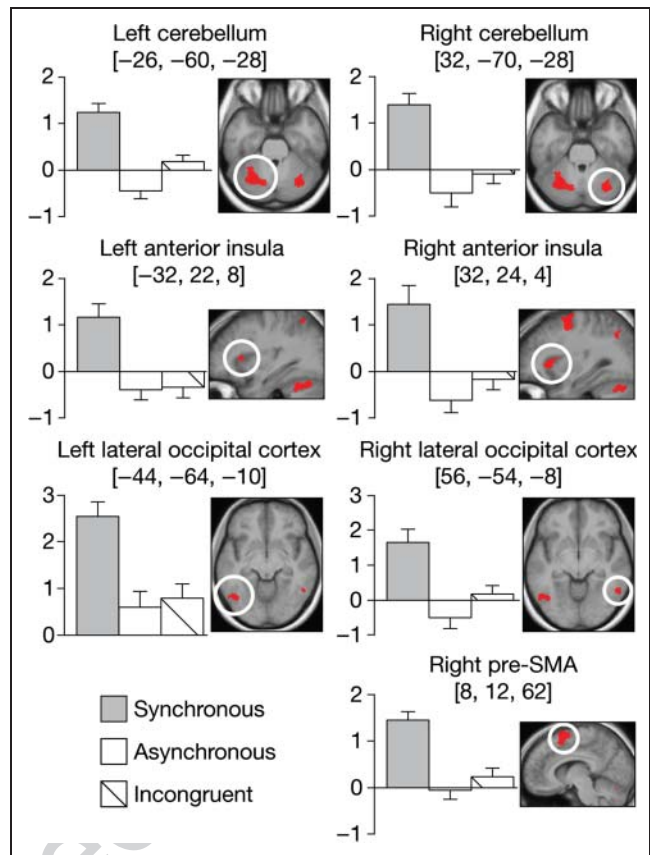 Left cerebellum
[−26, −60, −28]
2
1
0
−1
Right cerebellum
[32, −70, −28]
2
1
0
−1
Left anterior insula
[−32, 22, 8]
2
1
0
−1
Right anterior insula
[32, 24, 4]
2
1
0
−1
Left lateral occipital cortex
[−44, −64, −10]
3
2
1
0
Right lateral occipital cortex
[56, −54, −8]
3
2
1
0
−1
Right pre-SMA
[8, 12, 62]
2
1
0
−1
Synchronous
Asynchronous
Incongruent